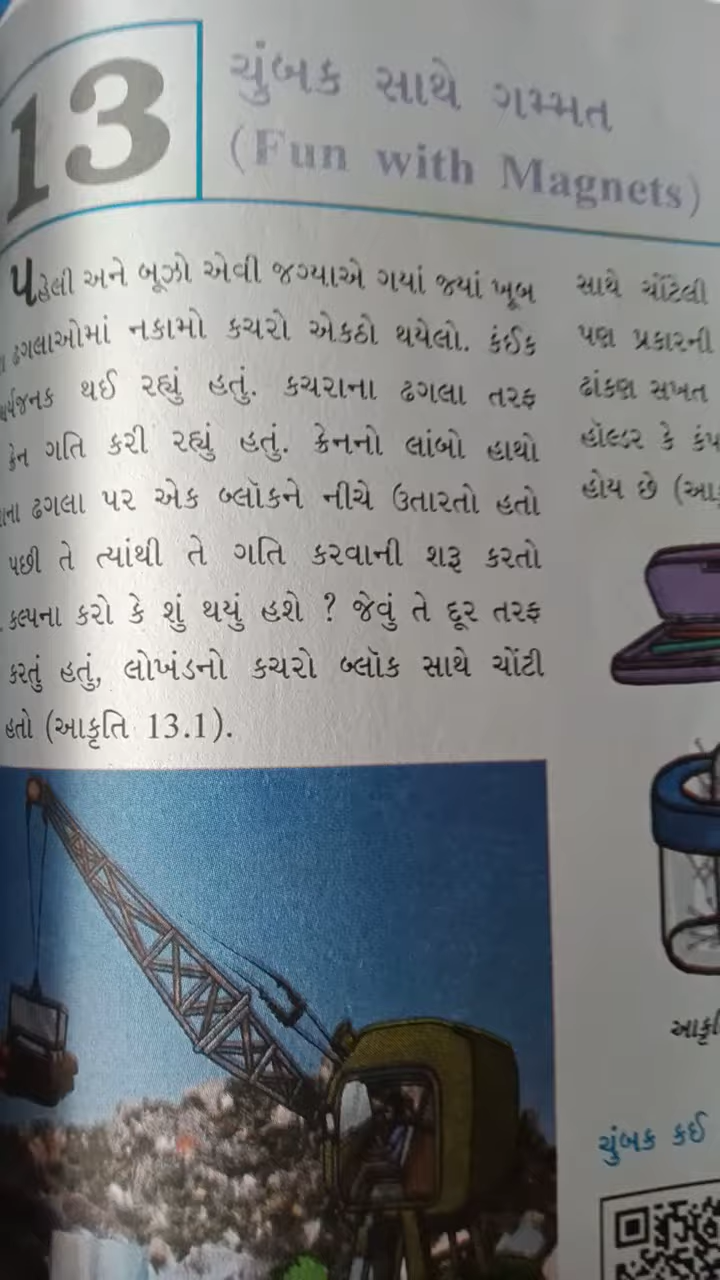 13
ચુંબક સાથે ગમ્મત
(Fun with Magnets)
પહેલી અને બૂઝો એવી જગ્યાએ ગયાં જ્યાં ખૂબ
ઢગલાઓમાં નકામો કચરો એકઠો થયેલો. કંઈક
થઈ રહ્યું હતું. કચરાના ઢગલા તરફ
ક્રેન ગતિ કરી રહ્યું હતું. ક્રેનનો લાંબો હાથો
ઢગલા પર એક બ્લૉકને નીચે ઉતારતો હતો
પછી તે ત્યાંથી તે ગતિ કરવાની શરૂ કરતો
કલ્પના કરો કે શું થયું હશે ? જેવું તે દૂર તરફ
કરતું હતું, લોખંડનો કચરો બ્લૉક સાથે ચોંટી
હતો (આકૃતિ 13.1).
સાથે ચોંટેલી
પણ પ્રકારની
ઢાંકણ સખત
હૉલ્ડર કે
હોય છે
ચુંબક કઈ